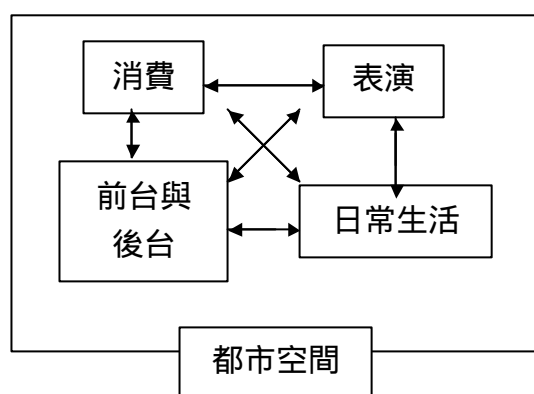 消費
表演
前台與
後台
日常生活
都市空間